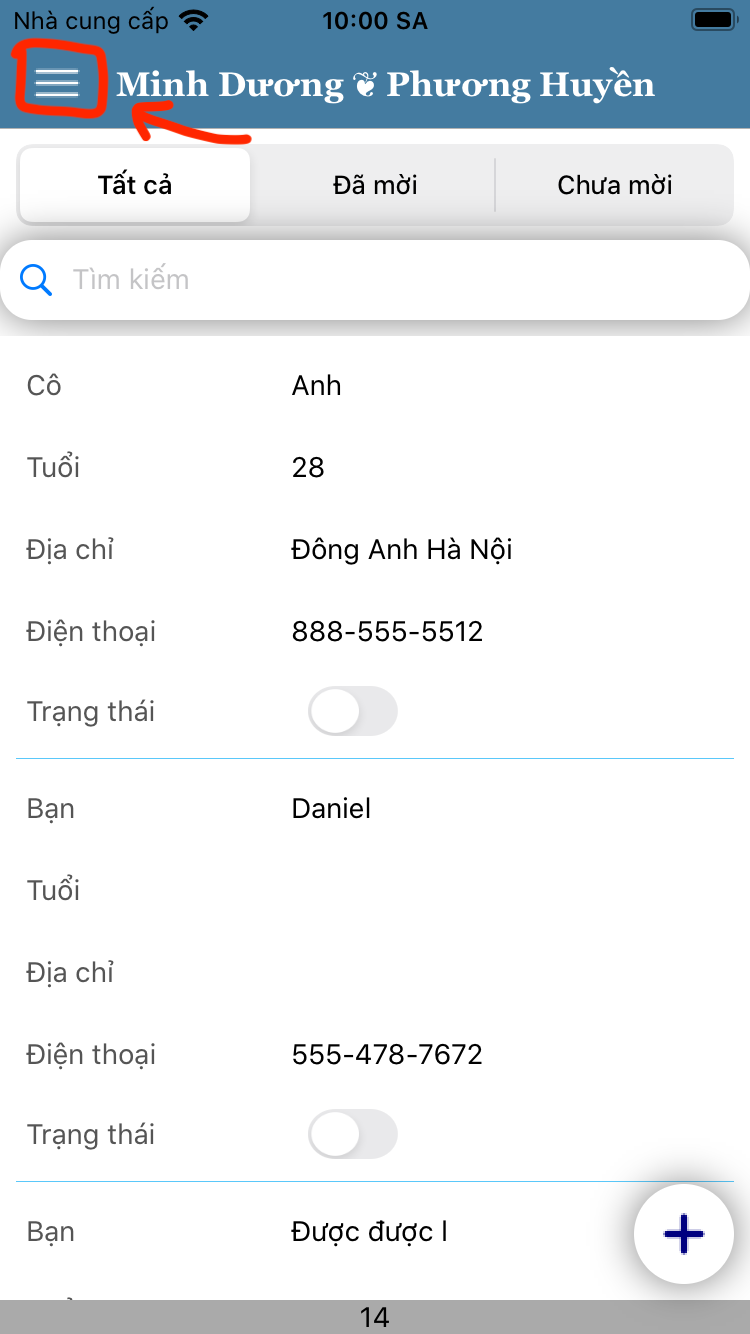 Nhà cung cấp 10:00 SA
Minh Dương ❦ Phương Huyền
Tất cả Đã mời Chưa mời
Tìm kiếm
Cô Anh
Tuổi 28
Địa chỉ Đông Anh Hà Nội
Điện thoại 888-555-5512
Trạng thái
Bạn Daniel
Tuổi
Địa chỉ
Điện thoại 555-478-7672
Trạng thái
Bạn Được được l
14